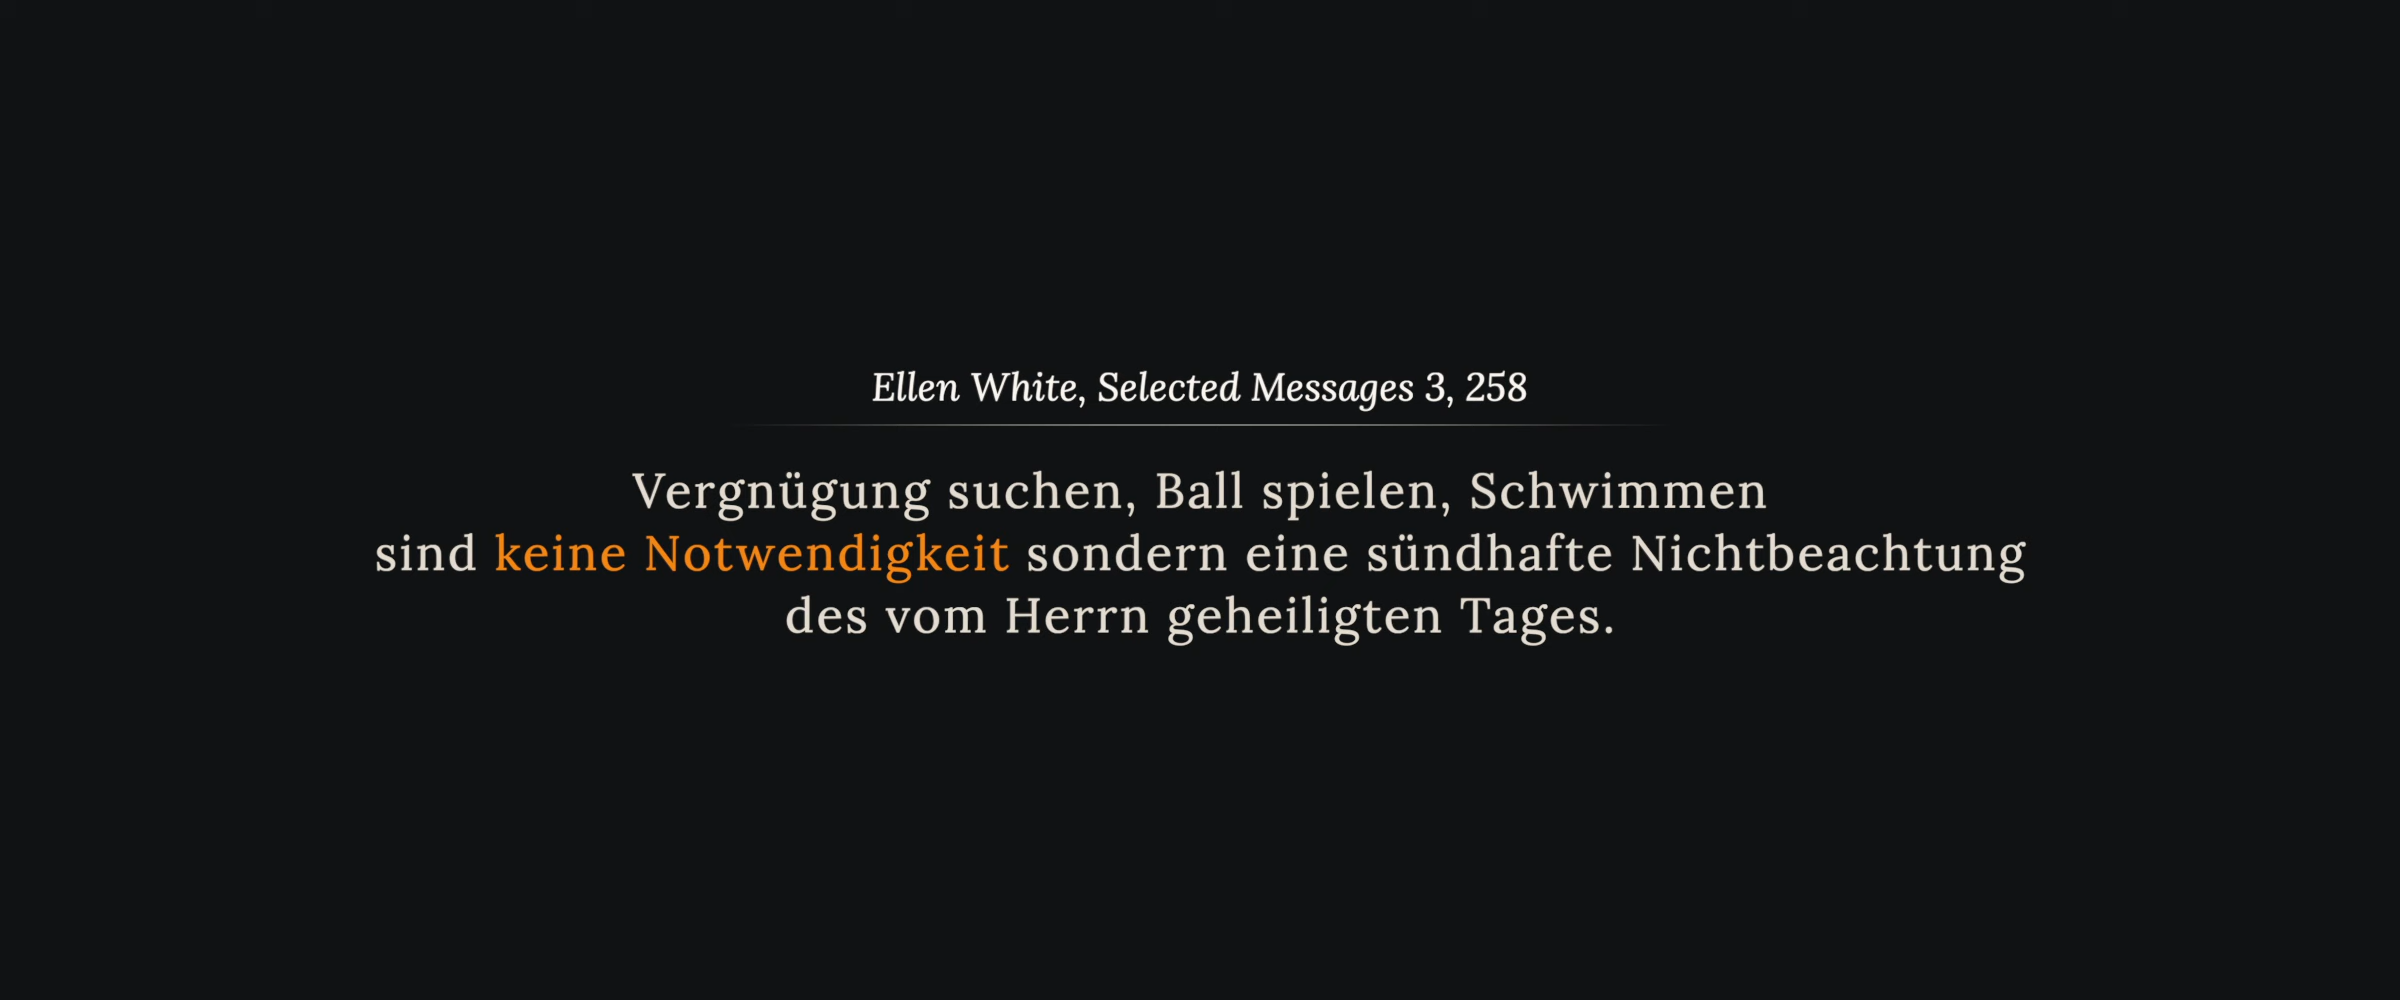 Ellen White, Selected Messages 3, 258
Vergnügung suchen, Ball spielen, Schwimmen
sind keine Notwendigkeit sondern eine sündhafte Nichtbeachtung
des vom Herrn geheiligten Tages.